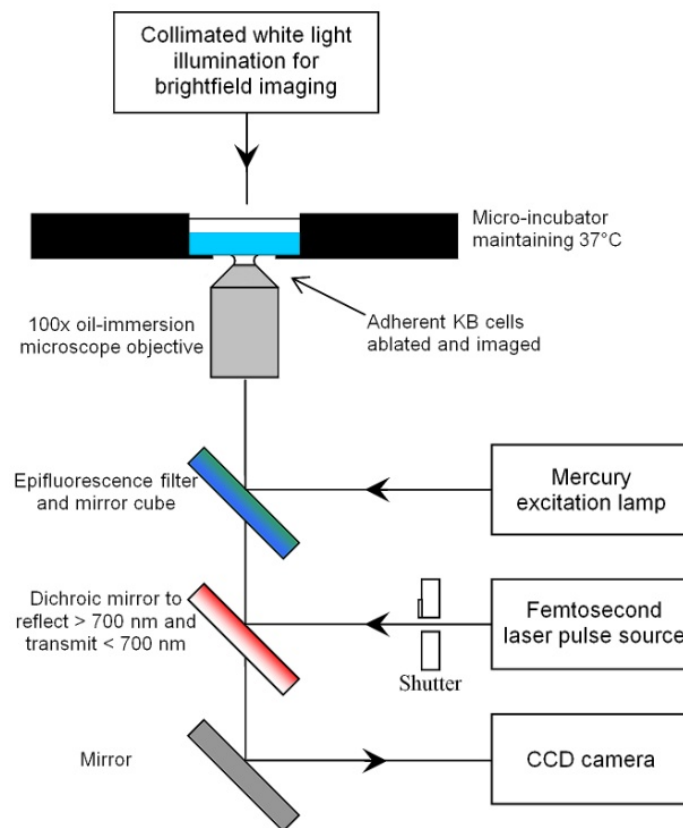 Collimated white light
illumination for
brightfield imaging
Micro-incubator
maintaining 37°C
100x oil-immersion
microscope objective
Adherent KB cells
ablated and imaged
Epifluorescence filter
and mirror cube
Mercury
excitation lamp
Dichroic mirror to
reflect > 700 nm and
transmit < 700 nm
Shutter
Femtosecond
laser pulse source
Mirror
CCD camera